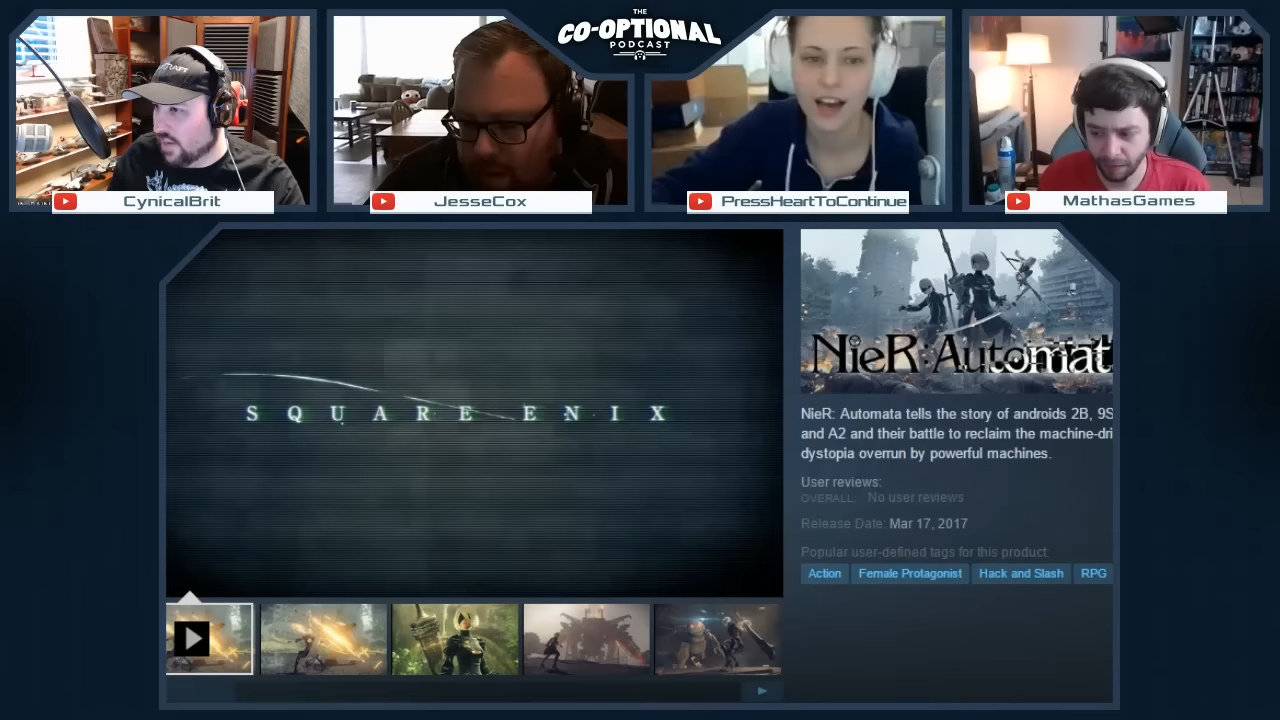 THE
CO-OPTIONAL
PODCAST
CynicalBrit
JesseCox
PressHeartToContinue
MathasGames
SQUARE ENIX
NieR:Automat
NieR: Automata tells the story of androids 2B, 9S
and A2 and their battle to reclaim the machine-dri
dystopia overrun by powerful machines.
User reviews:
OVERALL: No user reviews
Release Date: Mar 17, 2017
Popular user-defined tags for this product:
Action Female Protagonist Hack and Slash RPG